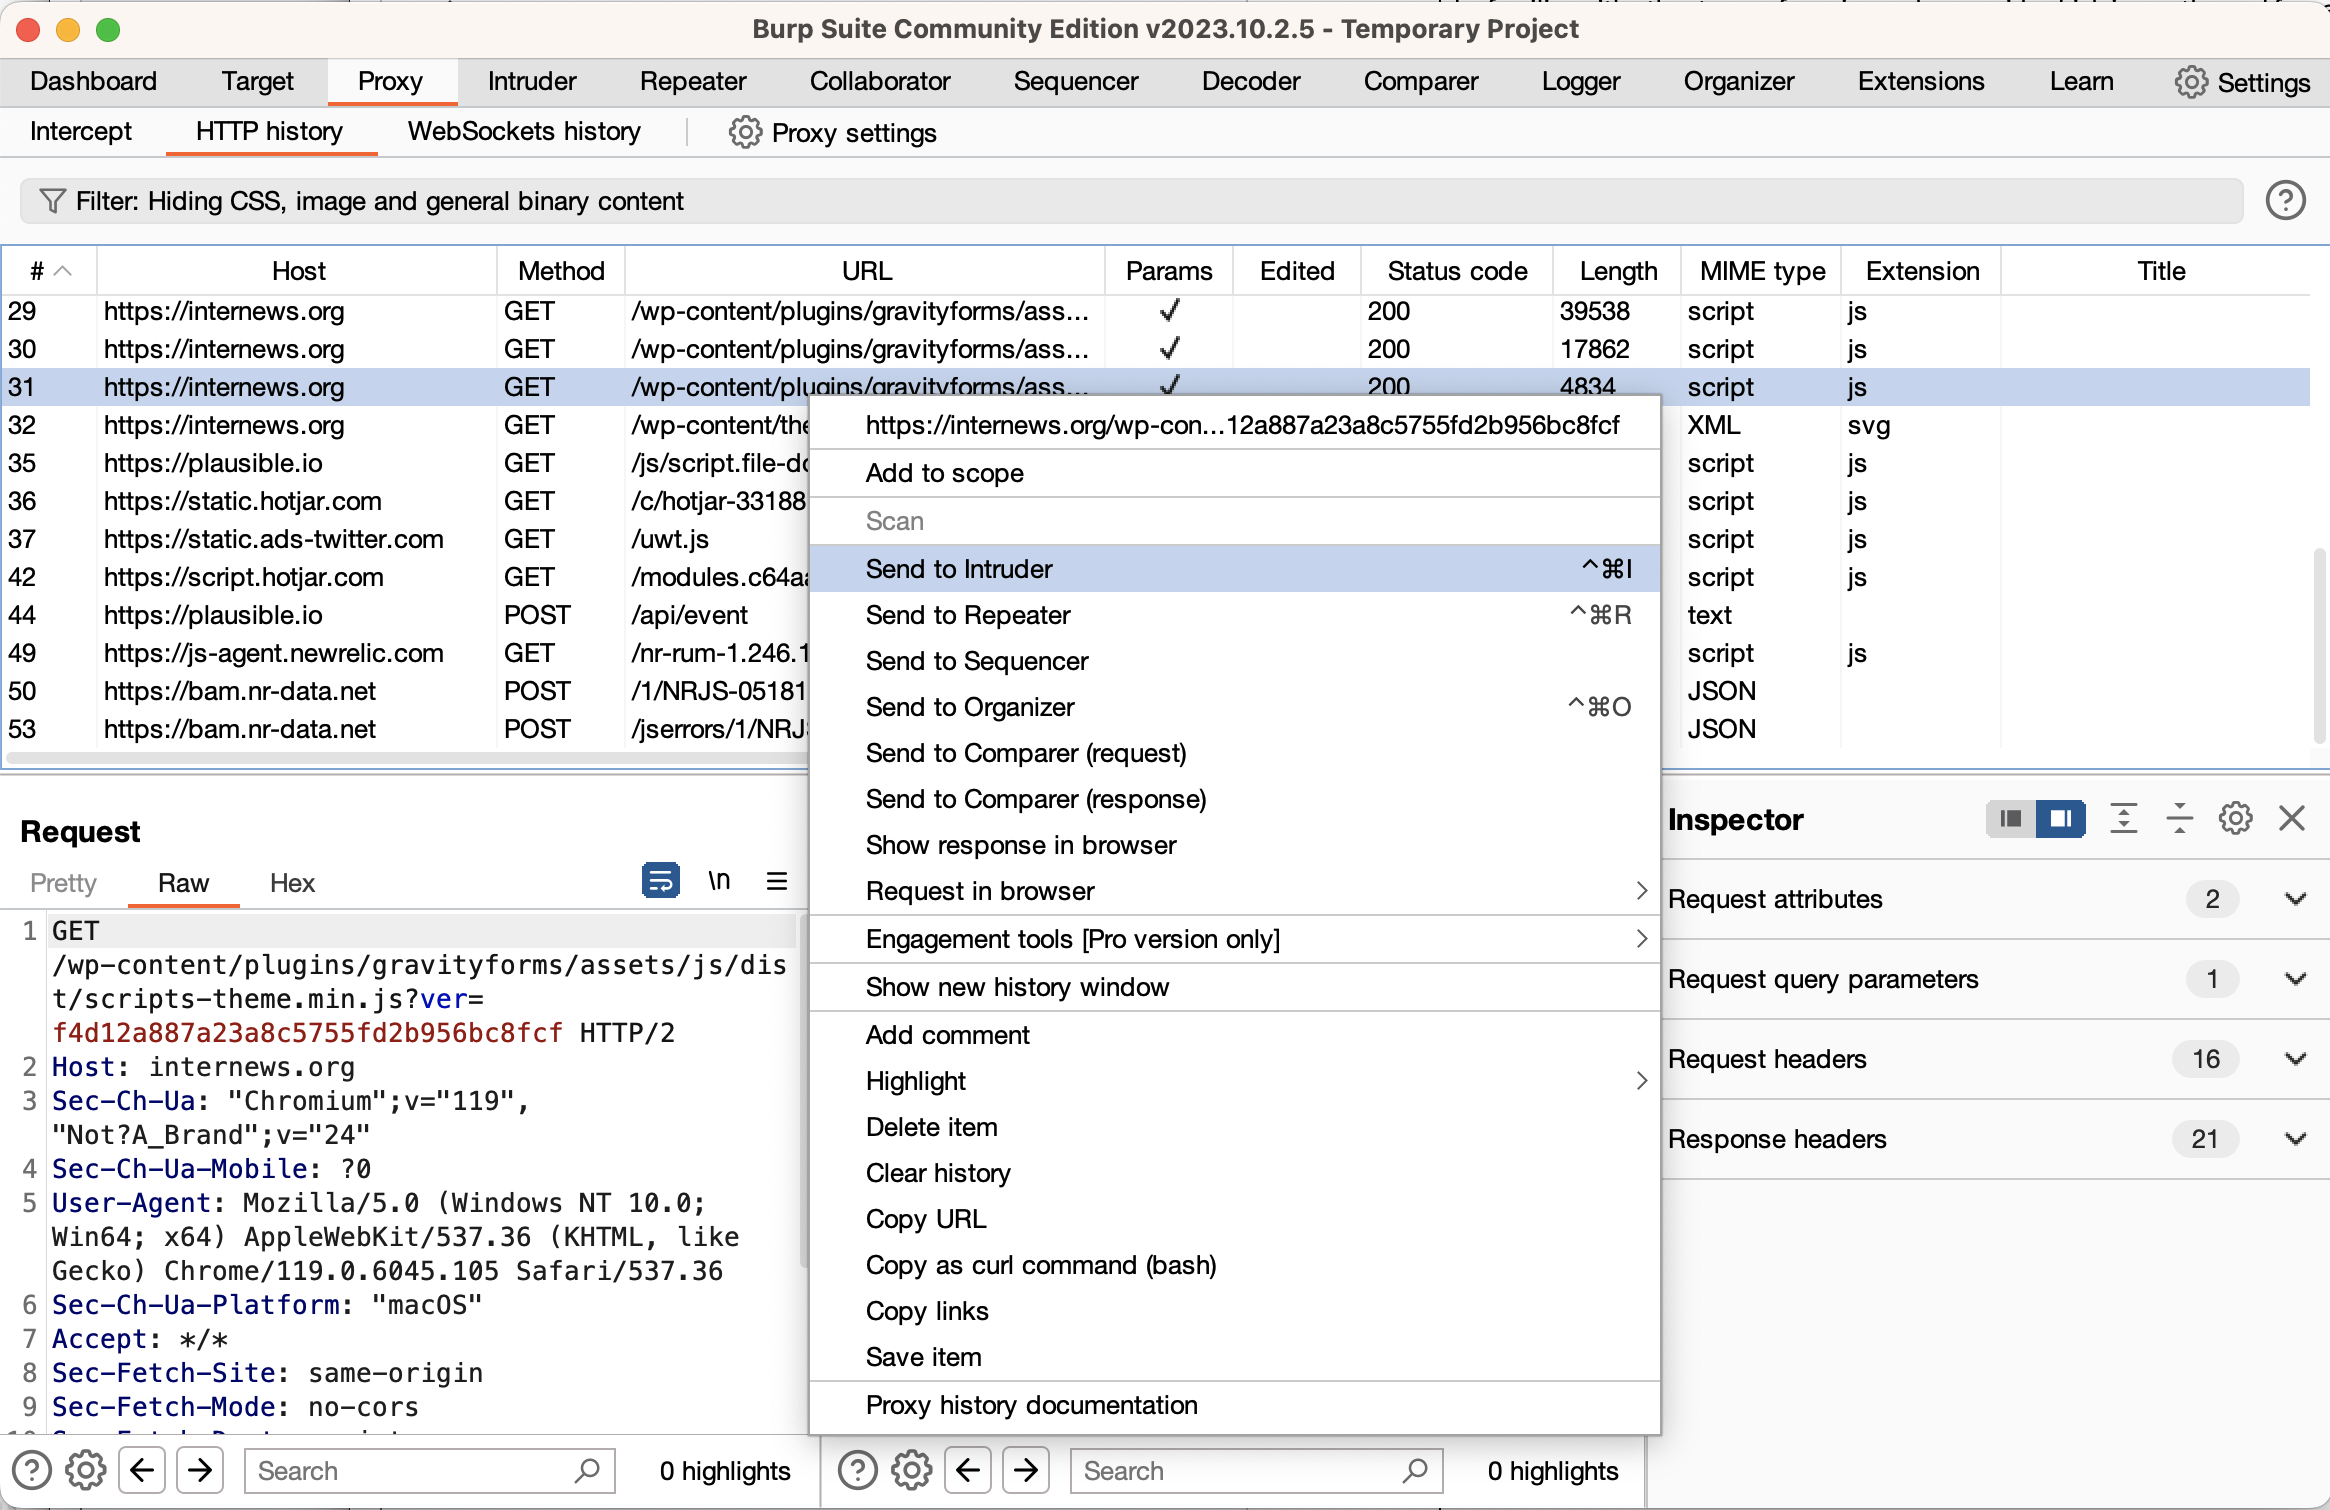 Burp Suite Community Edition v2023.10.2.5 - Temporary Project
Dashboard Target Proxy Intruder Repeater Collaborator Sequencer Decoder Comparer Logger Organizer Extensions Learn Settings
Intercept HTTP history WebSockets history Proxy settings
Filter: Hiding CSS, image and general binary content
# Host Method URL Params Edited Status code Length MIME type Extension Title
29 https://internews.org GET /wp-content/plugins/gravityforms/ass... ✓ 200 39538 script js
30 https://internews.org GET /wp-content/plugins/gravityforms/ass... ✓ 200 17862 script js
31 https://internews.org GET /wp-content/plugins/gravityforms/ass... ✓ 200 4834 script js
32 https://internews.org GET /wp-content/the XML svg
35 https://plausible.io GET /js/script.file-do script js
36 https://static.hotjar.com GET /c/hotjar-33188 script js
37 https://static.ads-twitter.com GET /uwt.js script js
42 https://script.hotjar.com GET /modules.c64aa script js
44 https://plausible.io POST /api/event text
49 https://js-agent.newrelic.com GET /nr-rum-1.246.1 script js
50 https://bam.nr-data.net POST /1/NRJS-05181 JSON
53 https://bam.nr-data.net POST /jserrors/1/NRJ JSON
https://internews.org/wp-con...12a887a23a8c5755fd2b956bc8fcf
Add to scope
Scan
Send to Intruder ^⌘I
Send to Repeater ^⌘R
Send to Sequencer
Send to Organizer ^⌘O
Send to Comparer (request)
Send to Comparer (response)
Show response in browser
Request in browser
Engagement tools [Pro version only]
Show new history window
Add comment
Highlight
Delete item
Clear history
Copy URL
Copy as curl command (bash)
Copy links
Save item
Proxy history documentation
Request
Pretty Raw Hex \n
1 GET
/wp-content/plugins/gravityforms/assets/js/dis
t/scripts-theme.min.js?ver=
f4d12a887a23a8c5755fd2b956bc8fcf HTTP/2
2 Host: internews.org
3 Sec-Ch-Ua: "Chromium";v="119",
"Not?A_Brand";v="24"
4 Sec-Ch-Ua-Mobile: ?0
5 User-Agent: Mozilla/5.0 (Windows NT 10.0;
Win64; x64) AppleWebKit/537.36 (KHTML, like
Gecko) Chrome/119.0.6045.105 Safari/537.36
6 Sec-Ch-Ua-Platform: "macOS"
7 Accept: */*
8 Sec-Fetch-Site: same-origin
9 Sec-Fetch-Mode: no-cors
Search 0 highlights
Search 0 highlights
Inspector
Request attributes 2
Request query parameters 1
Request headers 16
Response headers 21